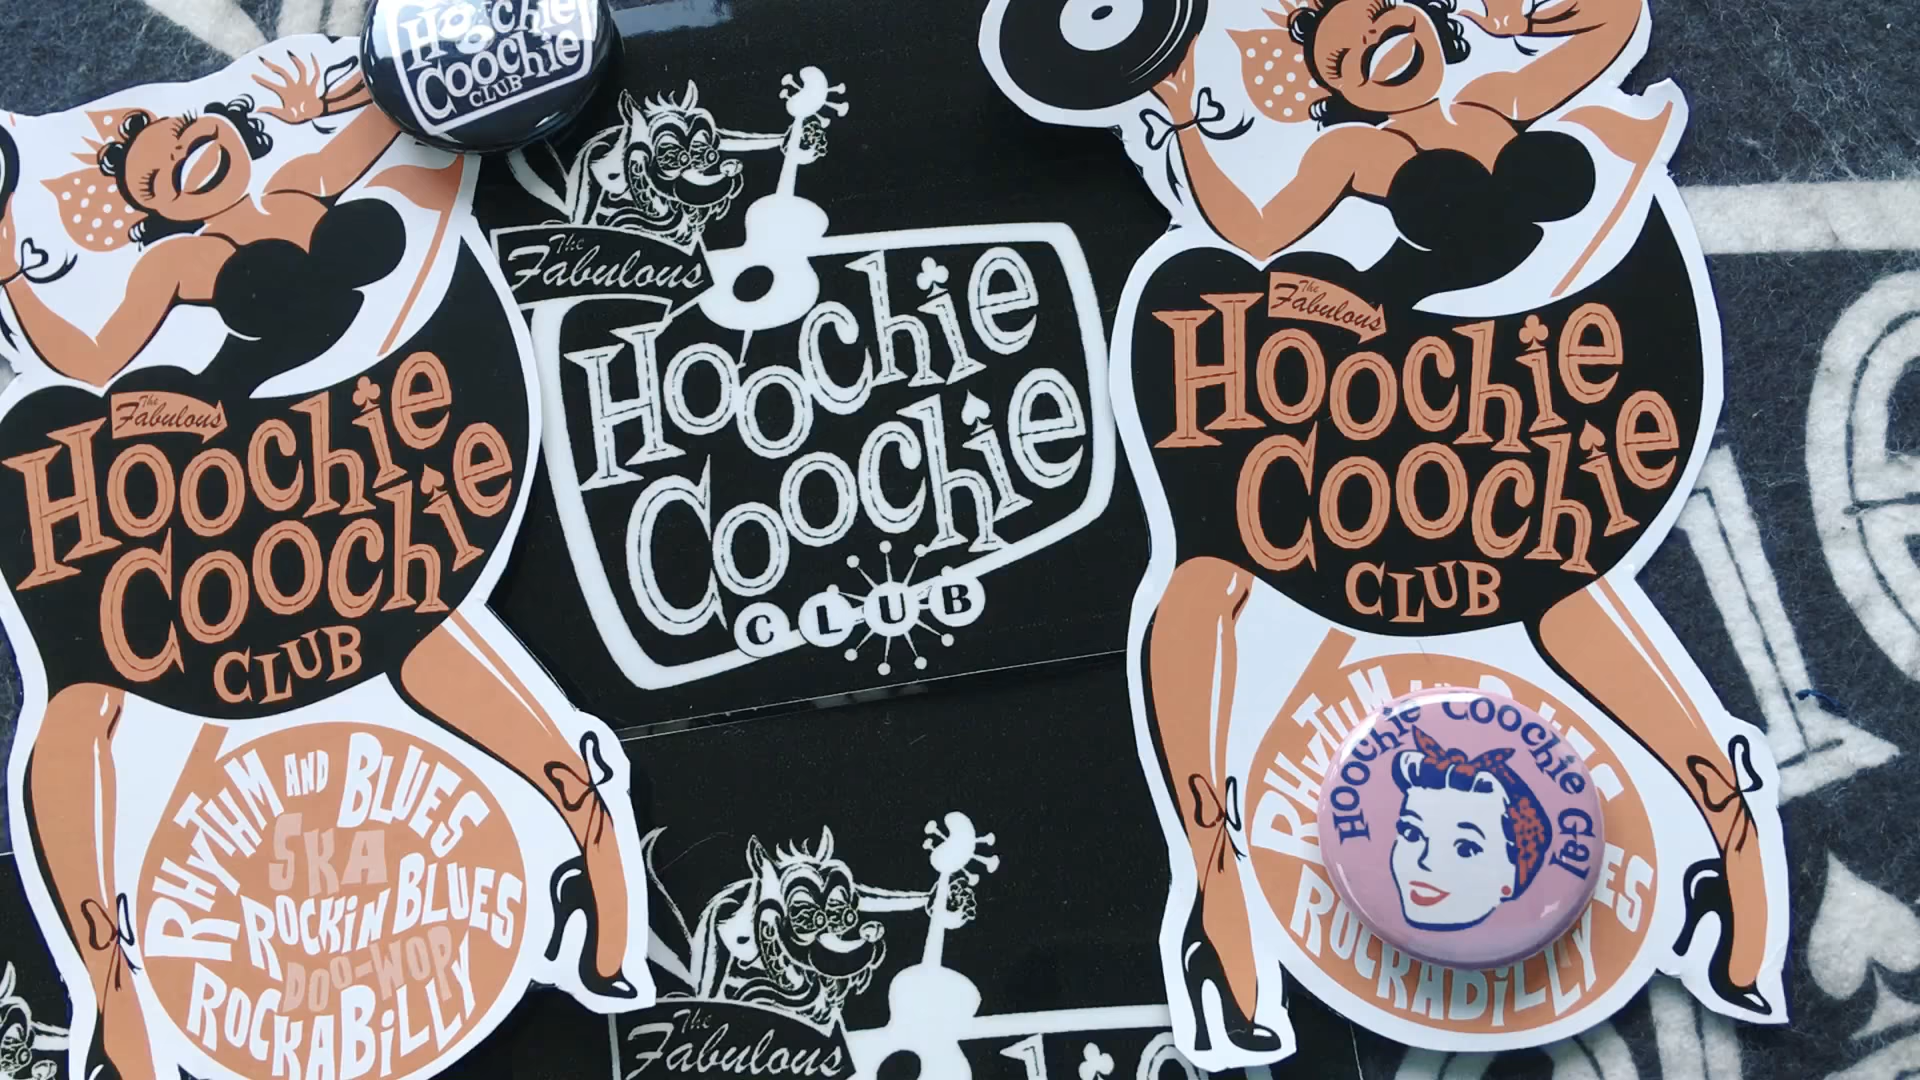 Hoochie
Coochie
CLUB
The
Fabulous
Hoochie
Coochie
CLUB
RHYTHM AND BLUES
SKA
ROCKIN BLUES
DOO-WOP
ROCKABiLLY
The
Fabulous
Hoochie
Coochie
CLUB
The
Fabulous
The
Fabulous
Hoochie
Coochie
CLUB
RHYTHM
ROCKABiLLY
Hoochie Coochie Gal